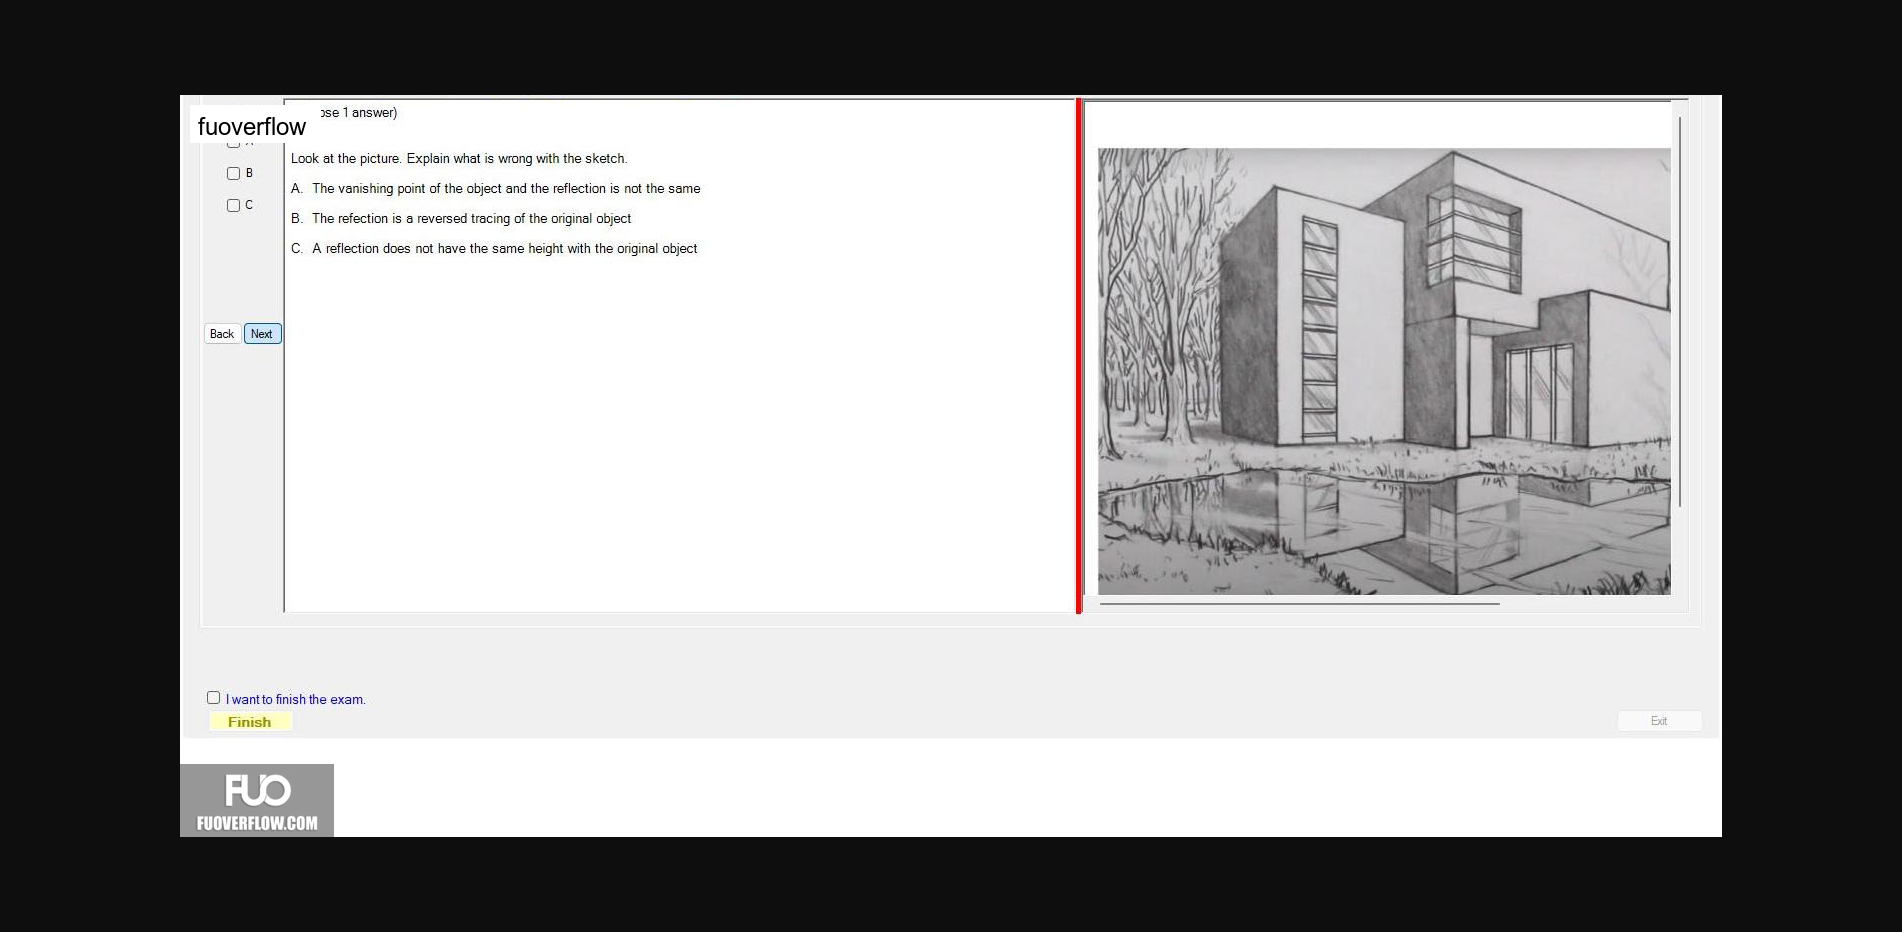 ose 1 answer)
fuoverflow
Look at the picture. Explain what is wrong with the sketch.
B
A. The vanishing point of the object and the reflection is not the same
C
B. The refection is a reversed tracing of the original object
C. A reflection does not have the same height with the original object
Back Next
I want to finish the exam.
Finish
Exit
FUO
FUOVERFLOW.COM